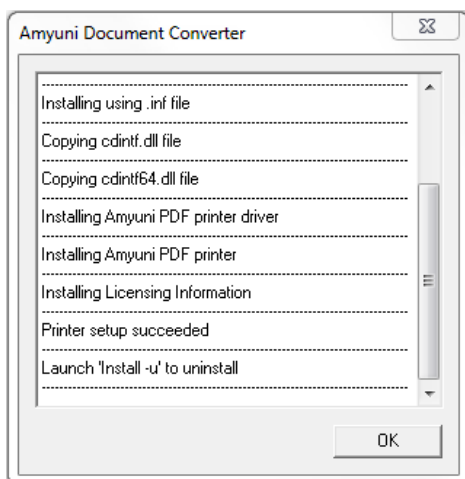 Amyuni Document Converter
Installing using .inf file
Copying cdintf.dll file
Copying cdintf64.dll file
Installing Amyuni PDF printer driver
Installing Amyuni PDF printer
Installing Licensing Information
Printer setup succeeded
Launch 'Install -u' to uninstall
OK